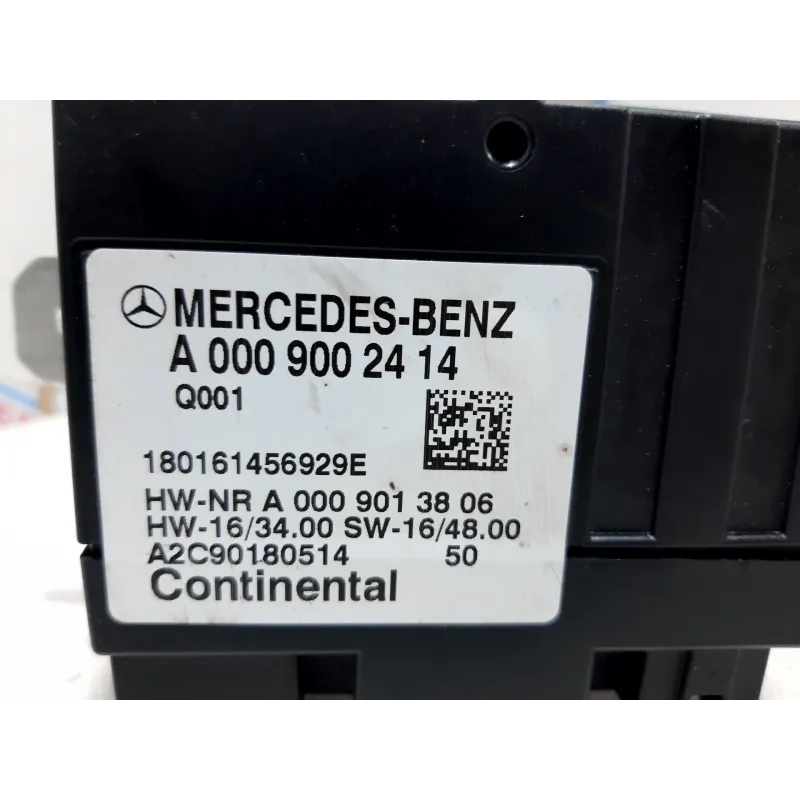 MERCEDES-BENZ
A 000 900 24 14
Q001
180161456929E
HW-NR A 000 901 38 06
HW-16/34.00 SW-16/48.00
A2C90180514 50
Continental